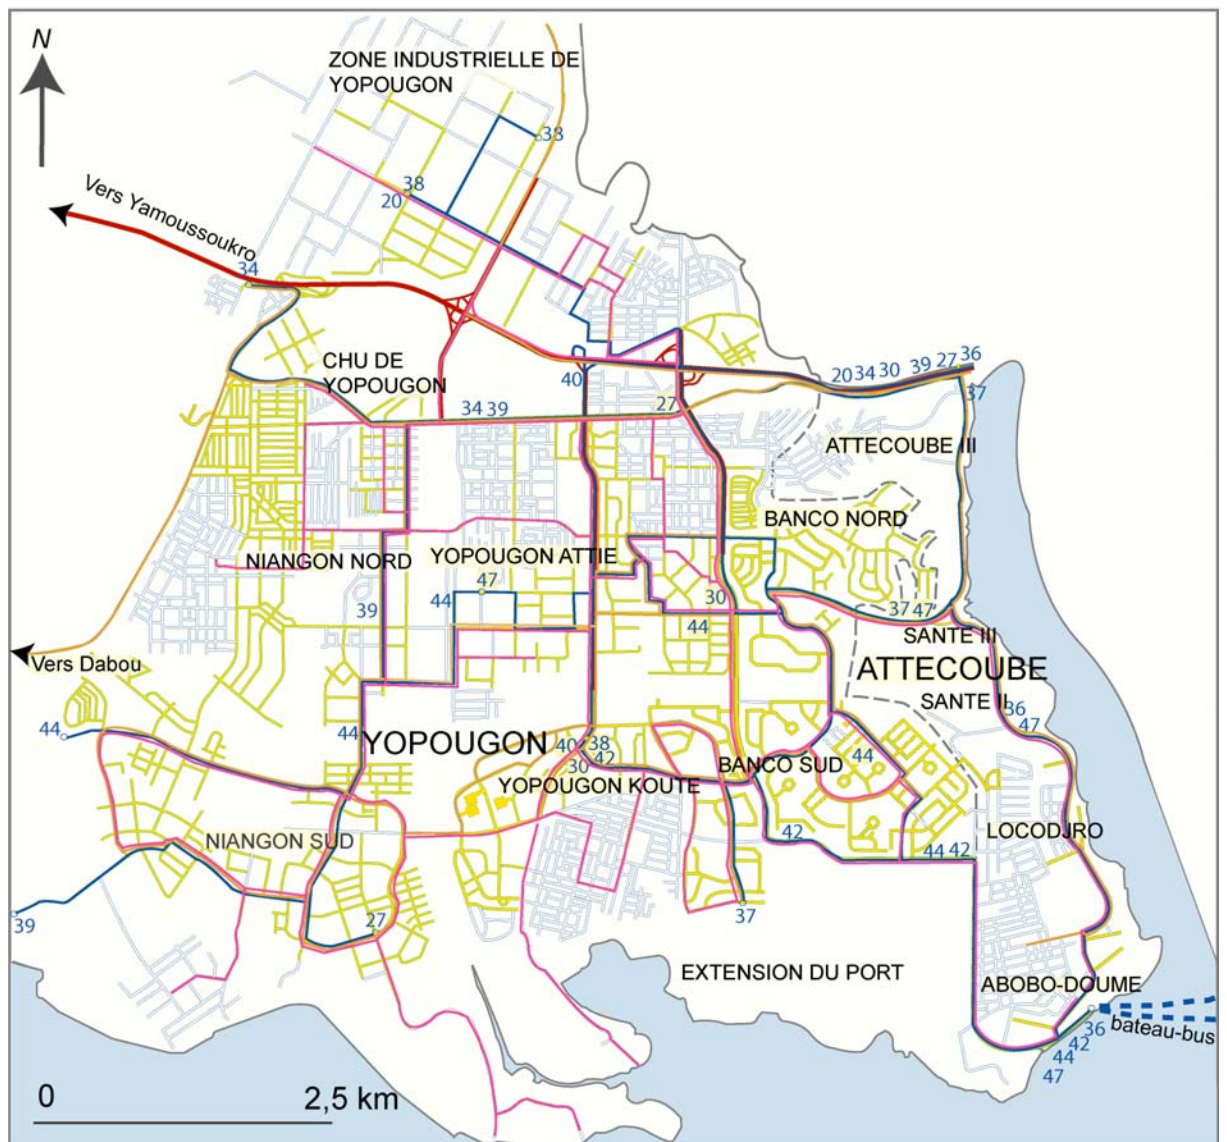 ZONE INDUSTRIELLE DE
YOPOUGON
N
38
38
20
Vers Yamoussoukro
34
CHU DE
YOPOUGON
40
20 34 30 39 27 36
37
27
34 39
ATTECOUBE III
BANCO NORD
NIANGON NORD
YOPOUGON ATTIE
47
44
39
30
37 47
44
SANTE III
Vers Dabou
ATTECOUBE
SANTE II
36
47
44
44
YOPOUGON
40 38
42
30
44
BANCO SUD
YOPOUGON KOUTE
NIANGON SUD
42
LOCODJRO
44 42
39
27
37
EXTENSION DU PORT
ABOBO-DOUME
bateau-bus
36
42
44
47
0
2,5 km